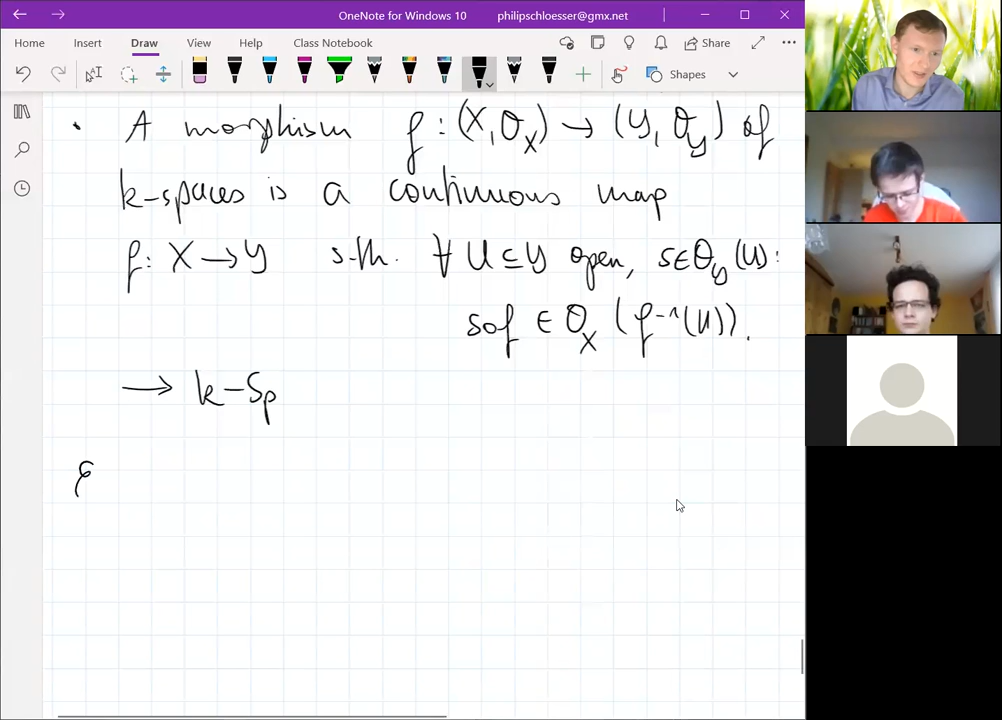 OneNote for Windows 10
philipschloesser@gmx.net
Home Insert Draw View Help Class Notebook Share
Shapes
• A morphism f : (X, O_X) → (Y, O_Y) of
k-spaces is a continuous map
f : X → Y s.th. ∀ U ⊆ Y open, s ∈ O_Y(U) :
s∘f ∈ O_X (f^-1(U)).
→ k-Sp